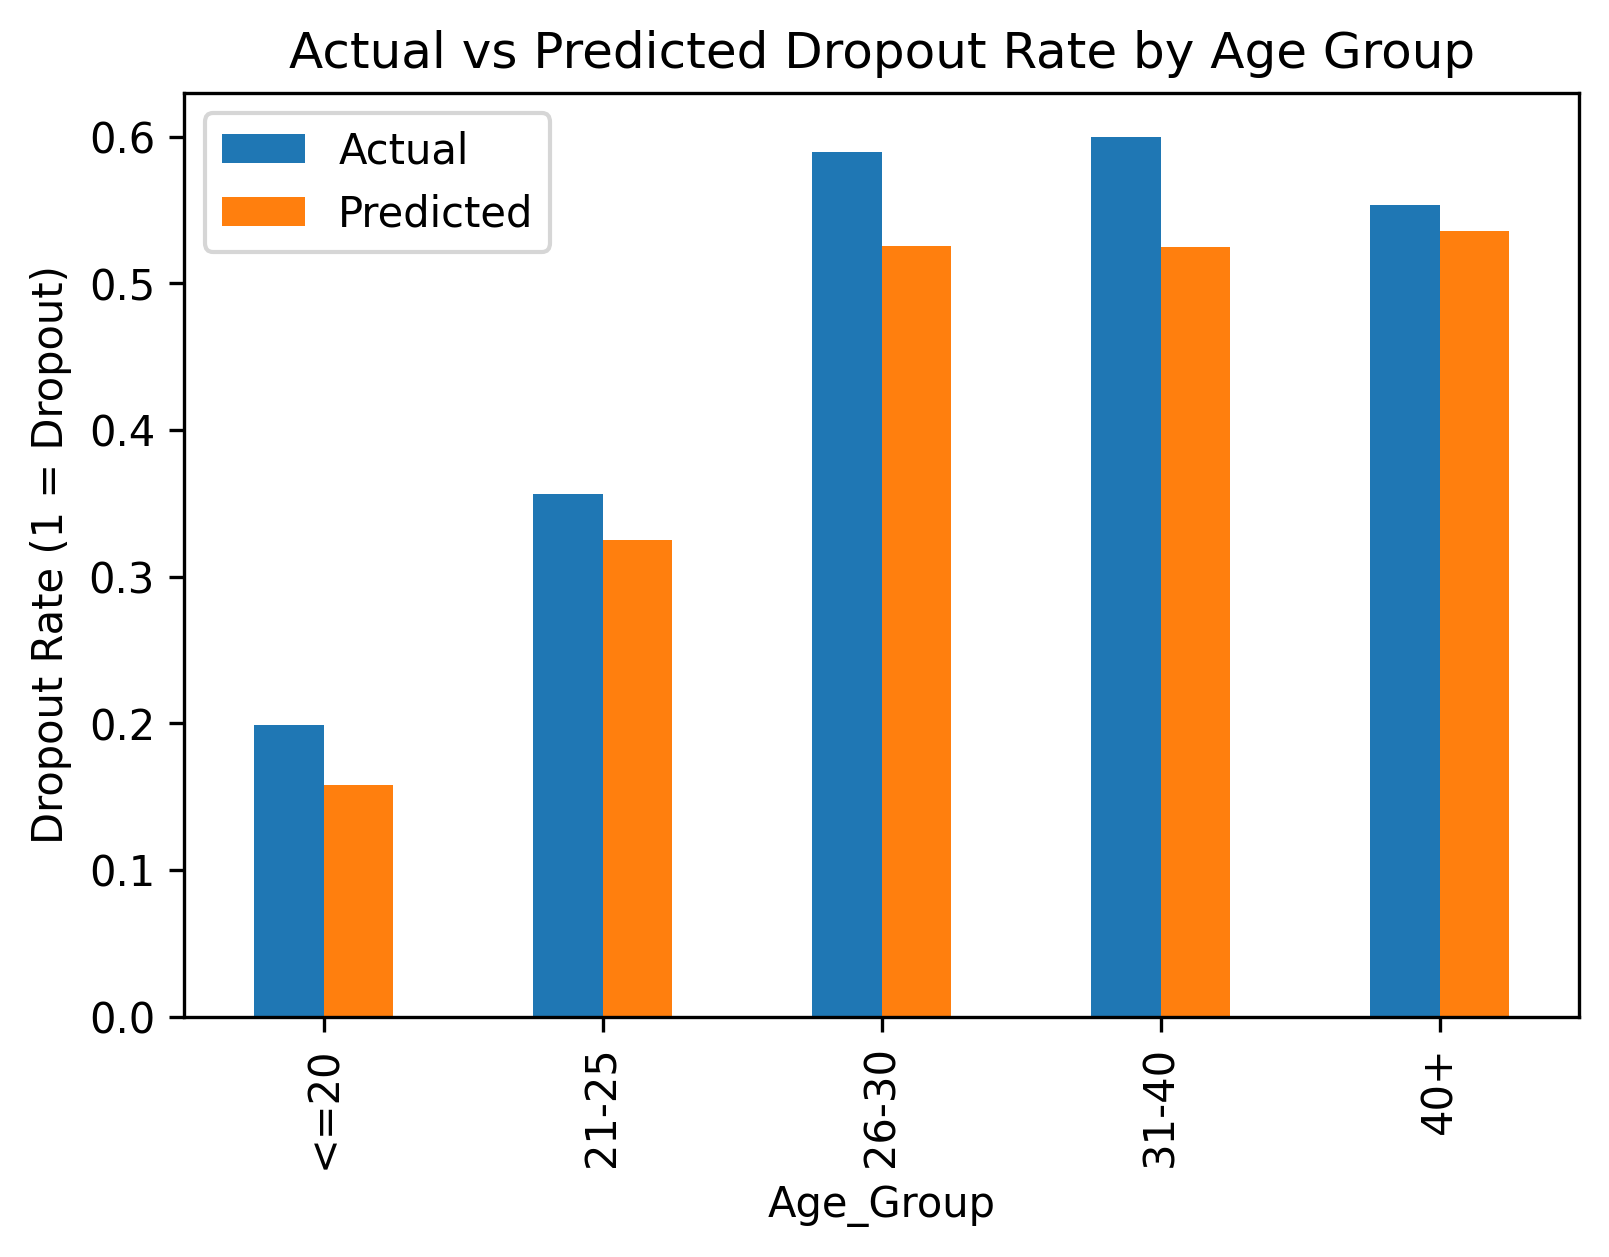 Actual vs Predicted Dropout Rate by Age Group
Actual
Predicted
Dropout Rate (1 = Dropout)
0.6
0.5
0.4
0.3
0.2
0.1
0.0
<=20
21-25
26-30
31-40
40+
Age_Group